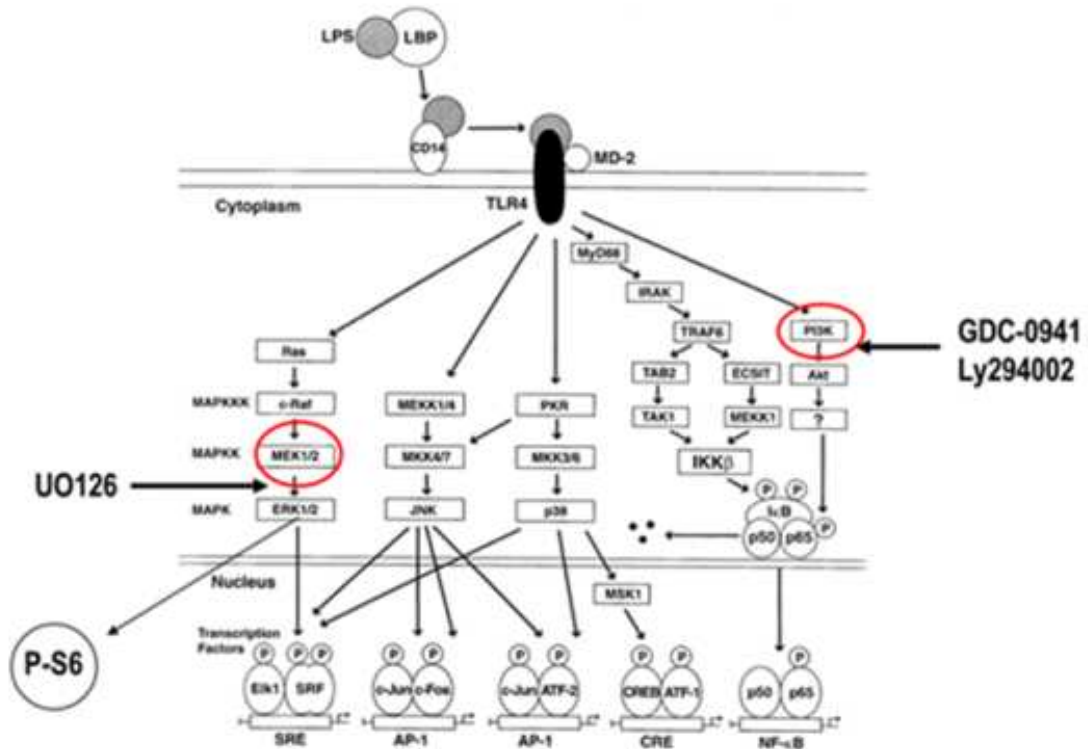 LPS LBP
CD14
MD-2
TLR4
Cytoplasm
MyD88
IRAK
TRAF6
PI3K
GDC-0941
Ly294002
Ras
TAB2 ECSIT Akt
MAPKKK c-Raf MEKK1/4 PKR
TAK1 MEKK1 ?
MAPKK MEK1/2 MKK4/7 MKK3/6
IKKβ
UO126
MAPK ERK1/2 JNK p38
P P
IκB
p50 p65 P
Nucleus
MSK1
Transcription
Factors
P-S6
P P P P P P P P P P
Elk1 SRF c-Jun c-Fos c-Jun ATF-2 CREB ATF-1 p50 p65
SRE AP-1 AP-1 CRE NF-κB